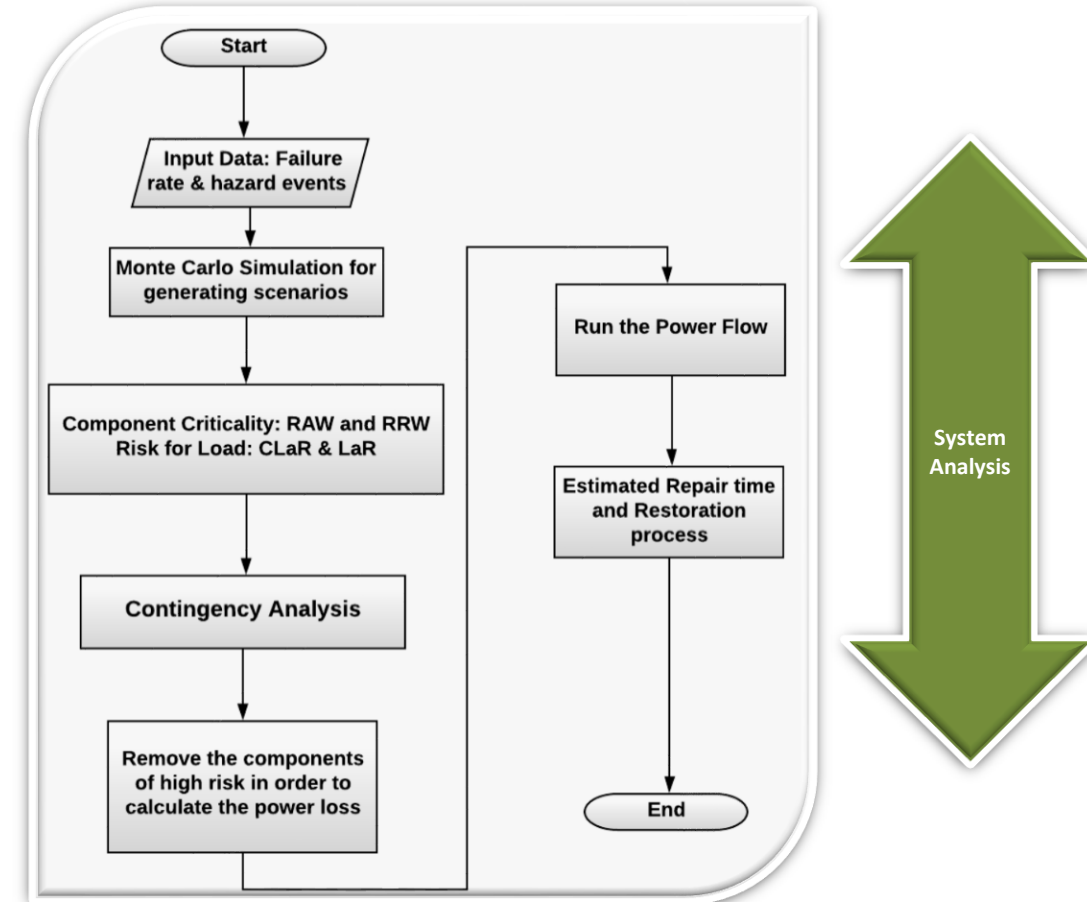 Start
Input Data: Failure
rate & hazard events
Monte Carlo Simulation for
generating scenarios
Component Criticality: RAW and RRW
Risk for Load: CLaR & LaR
Contingency Analysis
Remove the components
of high risk in order to
calculate the power loss
Run the Power Flow
Estimated Repair time
and Restoration
process
End
System
Analysis